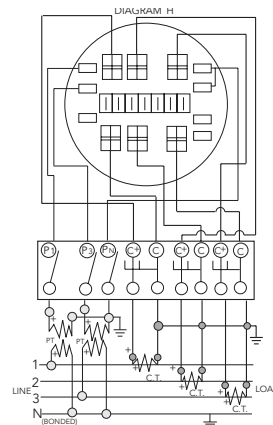 DIAGRAM H
P1 P3 PN C+ C C+ C C+ C
+ +
PT PT
+
1
C.T.
2
+
LINE 3 C.T. LOA
+
N C.T.
(BONDED)